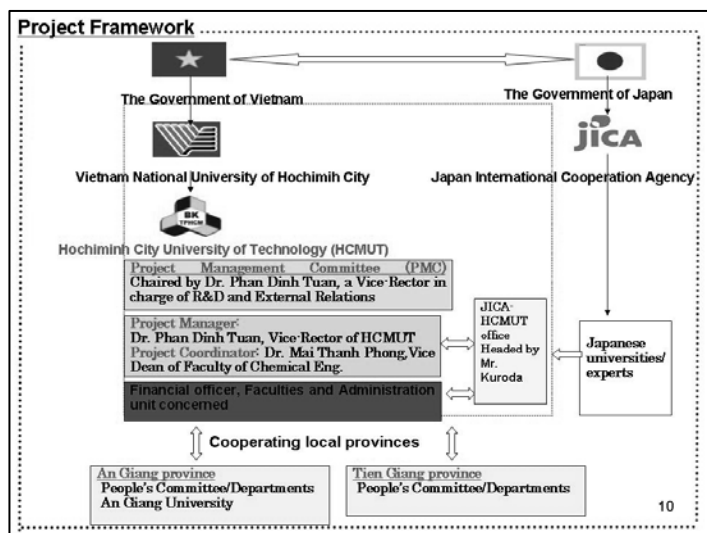 Project Framework
The Government of Vietnam
The Government of Japan
JICA
Vietnam National University of Hochimih City
Japan International Cooperation Agency
BK
TPHCM
Hochiminh City University of Technology (HCMUT)
Project Management Committee (PMC)
Chaired by Dr. Phan Dinh Tuan, a Vice-Rector in
charge of R&D and External Relations
Project Manager:
Dr. Phan Dinh Tuan, Vice-Rector of HCMUT
Project Coordinator: Dr. Mai Thanh Phong,Vice
Dean of Faculty of Chemical Eng.
Financial officer, Faculties and Administration
unit concerned
JICA-
HCMUT
office
Headed by
Mr.
Kuroda
Japanese
universities/
experts
Cooperating local provinces
An Giang province
People's Committee/Departments
An Giang University
Tien Giang province
People's Committee/Departments
10